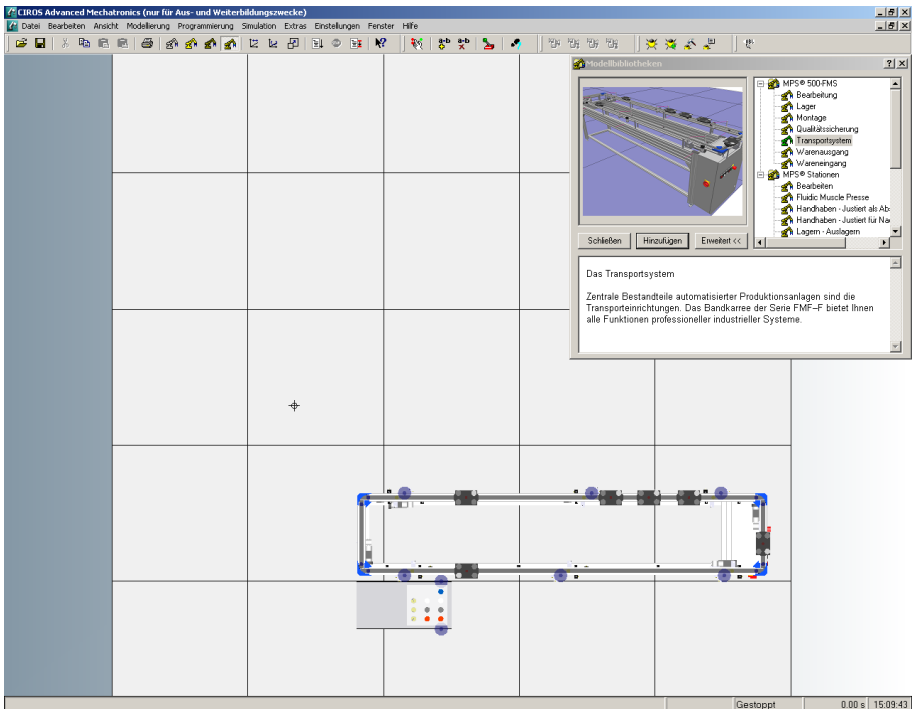 CIROS Advanced Mechatronics (nur für Aus- und Weiterbildungszwecke)
Datei Bearbeiten Ansicht Modellierung Programmierung Simulation Extras Einstellungen Fenster Hilfe
Modellbibliotheken
MPS® 500-FMS
Bearbeitung
Lager
Montage
Qualitätssicherung
Transportsystem
Warenausgang
Wareneingang
MPS® Stationen
Bearbeiten
Fluidic Muscle Presse
Handhaben - Justiert als Ab
Handhaben - Justiert für Na
Lagern - Auslagern
Schließen Hinzufügen Erweitert <<
Das Transportsystem
Zentrale Bestandteile automatisierter Produktionsanlagen sind die
Transporteinrichtungen. Das Bandkarree der Serie FMF–F bietet Ihnen
alle Funktionen professioneller industrieller Systeme.
Gestoppt 0.00 s 15:09:43